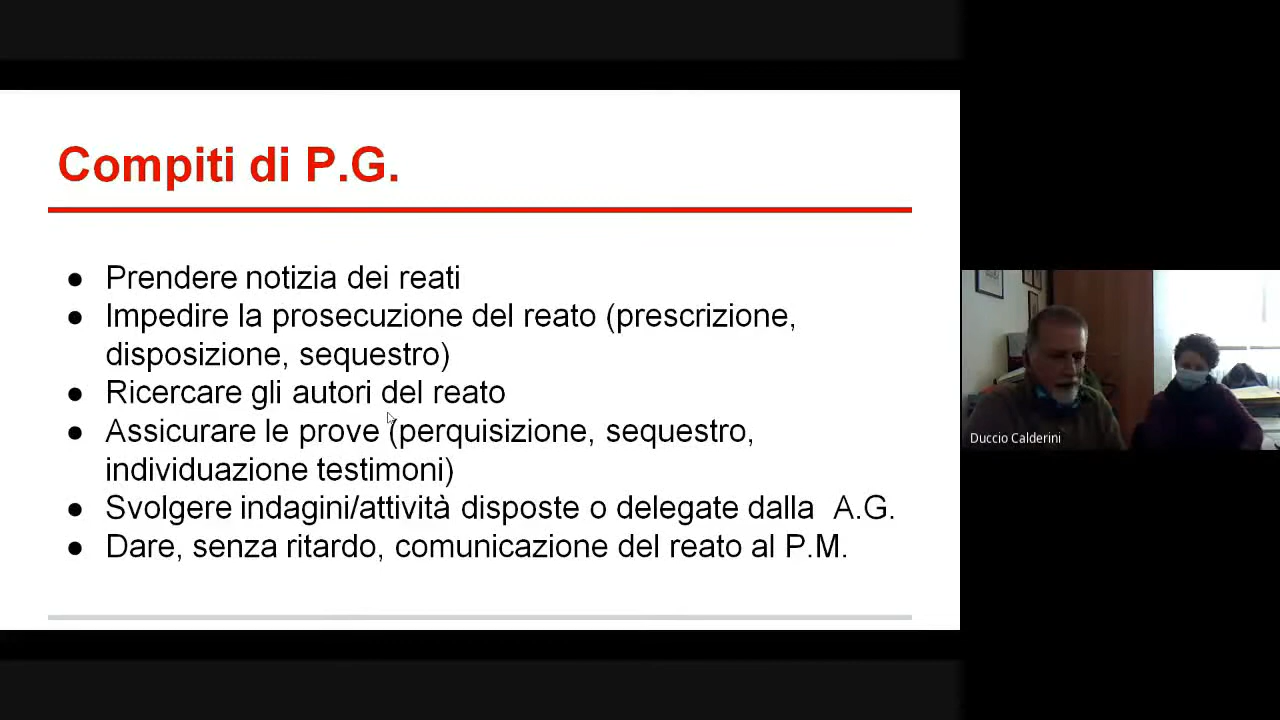 Compiti di P.G.
● Prendere notizia dei reati
● Impedire la prosecuzione del reato (prescrizione,
disposizione, sequestro)
● Ricercare gli autori del reato
● Assicurare le prove (perquisizione, sequestro,
individuazione testimoni)
● Svolgere indagini/attività disposte o delegate dalla  A.G.
● Dare, senza ritardo, comunicazione del reato al P.M.
Duccio Calderini